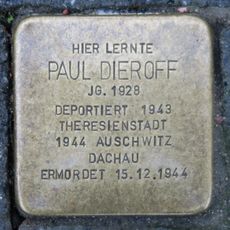 HIER LERNTE
PAUL DIEROFF
JG. 1928
DEPORTIERT 1943
THERESIENSTADT
1944 AUSCHWITZ
DACHAU
ERMORDET 15.12.1944